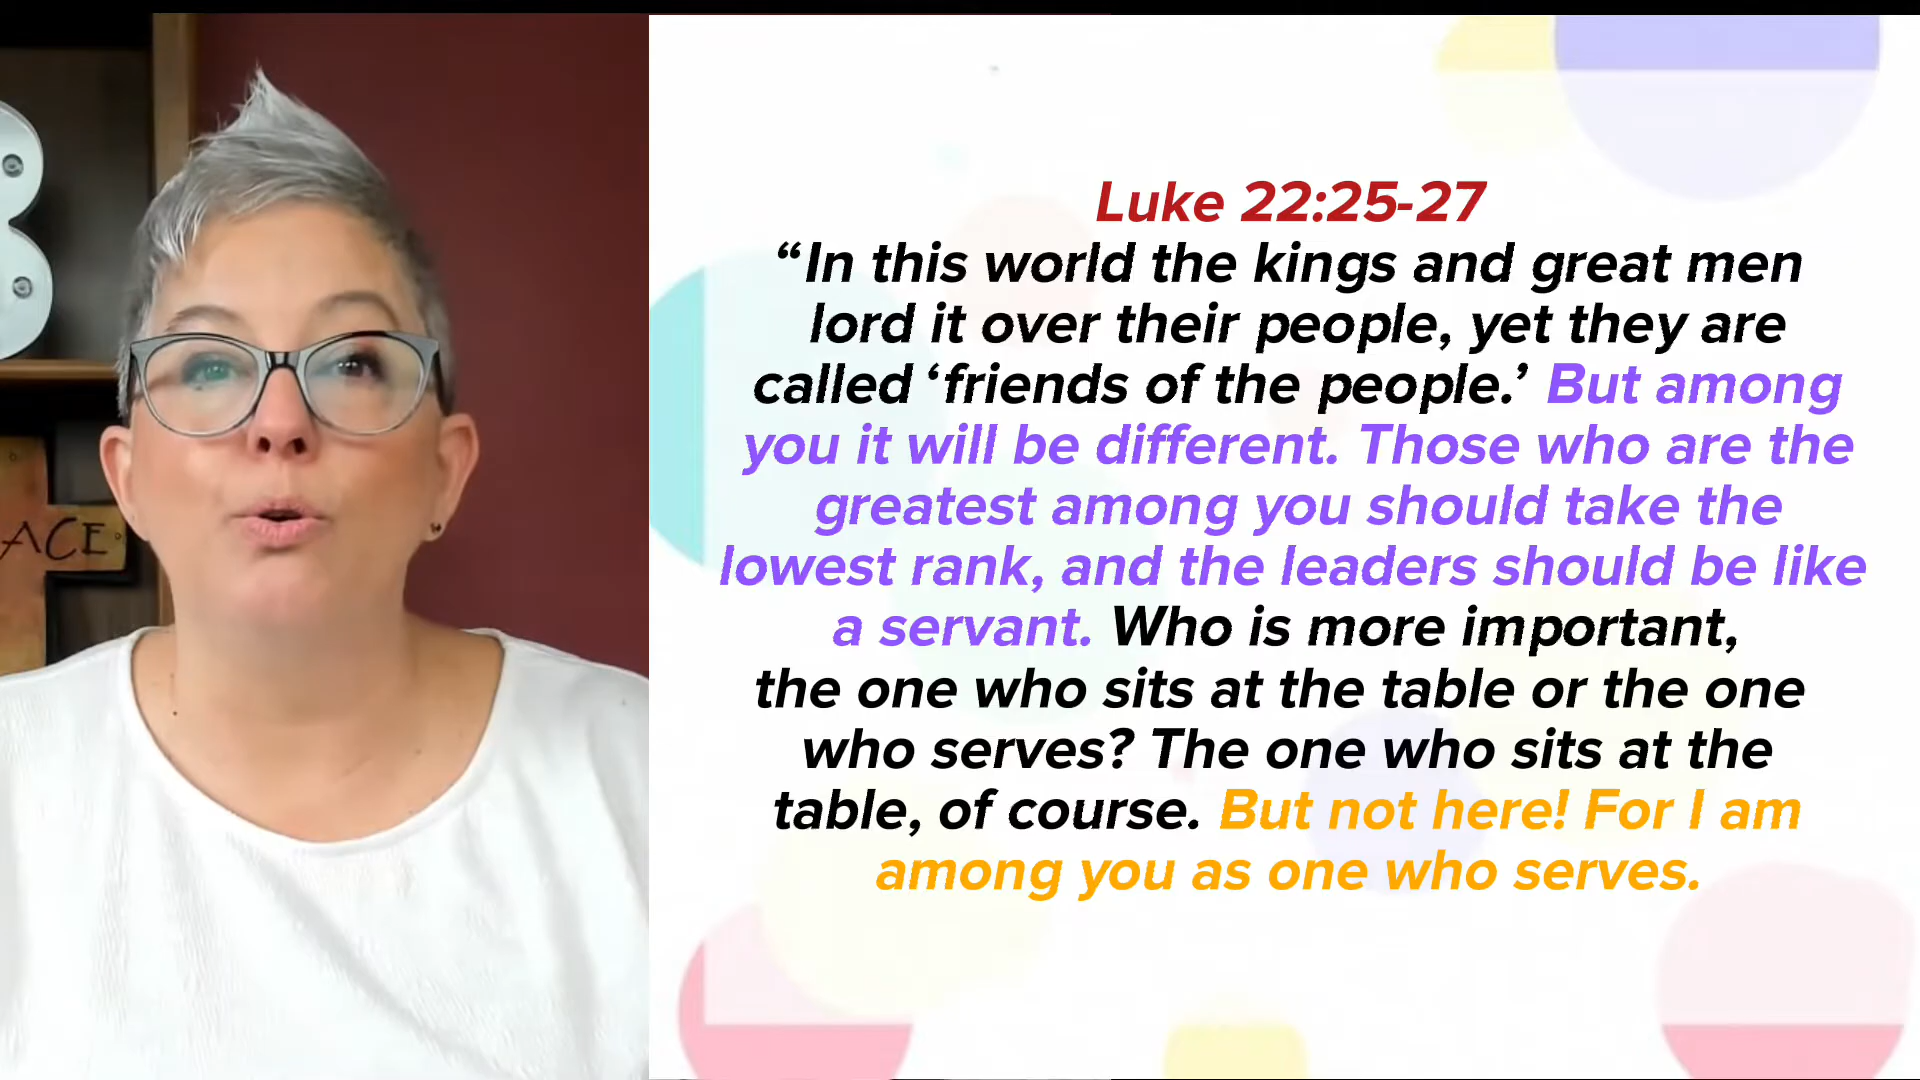 Luke 22:25-27
“In this world the kings and great men
lord it over their people, yet they are
called ‘friends of the people.’ But among
you it will be different. Those who are the
greatest among you should take the
lowest rank, and the leaders should be like
a servant. Who is more important,
the one who sits at the table or the one
who serves? The one who sits at the
table, of course. But not here! For I am
among you as one who serves.
ACE